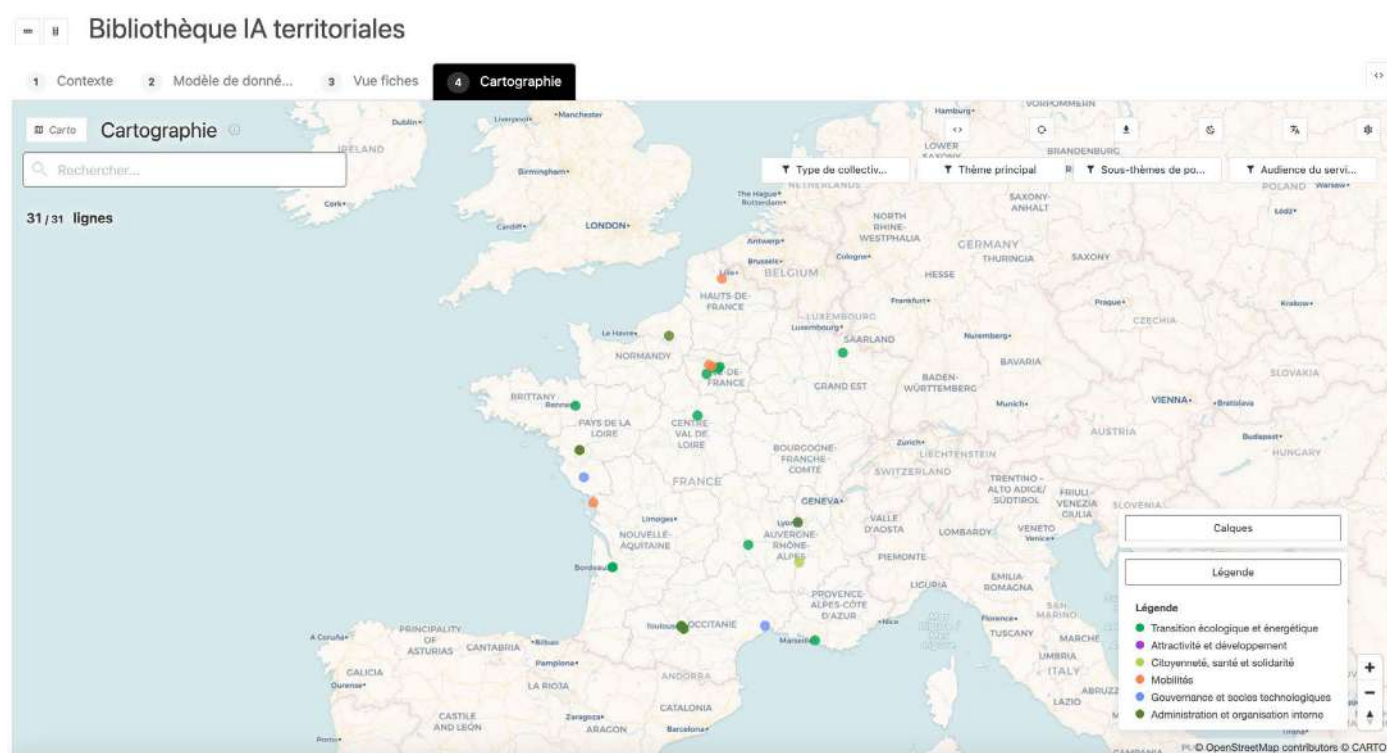 Bibliothèque IA territoriales
1 Contexte 2 Modèle de donné... 3 Vue fiches 4 Cartographie
Carto Cartographie
Rechercher...
31 / 31 lignes
Type de collectiv... Thème principal Sous-thèmes de po... Audience du servi...
IRELAND
Dublin
Liverpool
Manchester
Birmingham
Cork
Cardiff
LONDON
Hamburg
VORPOMMERN
LOWER
SAXONY
BRANDENBURG
NETHERLANDS
The Hague
Rotterdam
POLAND
Warsaw
Łódź
SAXONY-
ANHALT
NORTH
RHINE-
WESTPHALIA
GERMANY
THURINGIA
SAXONY
Antwerp
Brussels
BELGIUM
Cologne
HESSE
Lille
HAUTS-DE-
FRANCE
Frankfurt
Prague
CZECHIA
Krakow
LUXEMBOURG
Luxembourg
SAARLAND
Nuremberg
Le Havre
NORMANDY
BAVARIA
SLOVAKIA
DE-
FRANCE
GRAND EST
BADEN-
WÜRTTEMBERG
BRITTANY
Rennes
Munich
VIENNA
Bratislava
PAYS DE LA
LOIRE
CENTRE-
VAL DE
LOIRE
AUSTRIA
Budapest
HUNGARY
BOURGOGNE-
FRANCHE-
COMTÉ
Zurich
LIECHTENSTEIN
SWITZERLAND
FRANCE
TRENTINO -
ALTO ADIGE/
SÜDTIROL
FRIULI-
VENEZIA
GIULIA
SLOVENIA
GENEVA
Limoges
Lyon
VALLE
D'AOSTA
LOMBARDY
VENETO
Venice
NOUVELLE-
AQUITAINE
AUVERGNE-
RHÔNE-
ALPES
PIEMONTE
Bordeaux
LIGURIA
EMILIA-
ROMAGNA
PROVENCE-
ALPES-CÔTE
D'AZUR
Nice
Florence
SAN
MARINO
Toulouse
OCCITANIE
Marseille
TUSCANY
MARCHE
UMBRIA
ITALY
A Coruña
PRINCIPALITY
OF
ASTURIAS
CANTABRIA
Bilbao
Pamplona
ANDORRA
GALICIA
Ourense
LA RIOJA
ABRUZZ
LAZIO
CATALONIA
CASTILE
AND LEÓN
Zaragoza
ARAGON
Barcelona
Porto
CAMPANIA
Tirana
Calques
Légende
Légende
Transition écologique et énergétique
Attractivité et développement
Citoyenneté, santé et solidarité
Mobilités
Gouvernance et socles technologiques
Administration et organisation interne
© OpenStreetMap contributors © CARTO